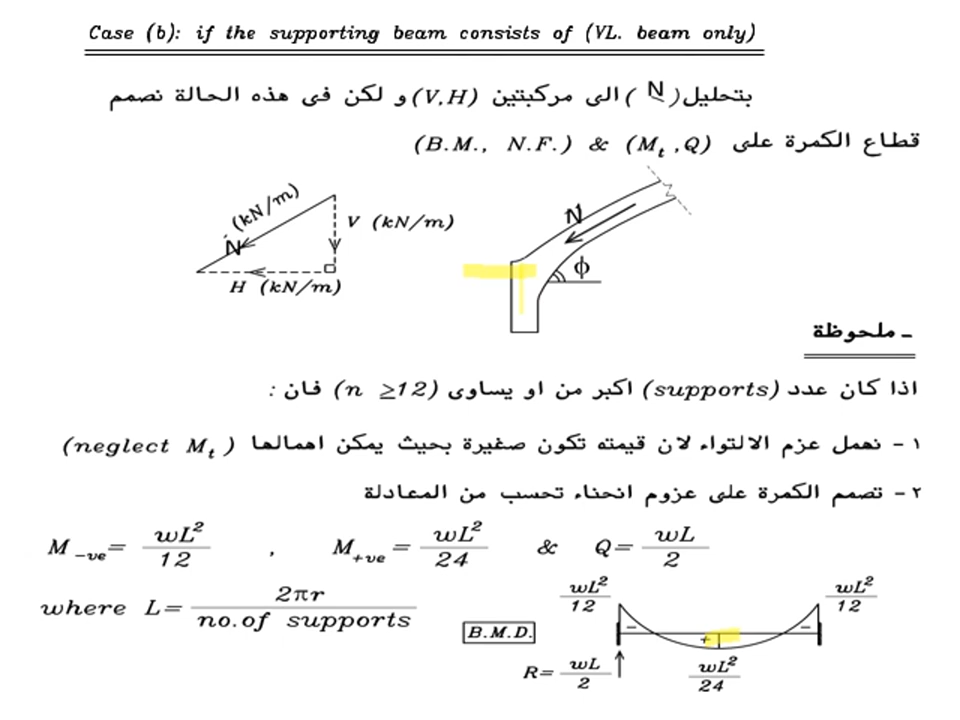 Case (b): if the supporting beam consists of (VL. beam only)
بتحليل (N) الى مركبتين (V,H) و لكن فى هذه الحالة نصمم
قطاع الكمرة على (B.M., N.F.) & (Mt ,Q)
N (kN/m)
V (kN/m)
H (kN/m)
N
ϕ
- ملحوظة
اذا كان عدد (supports) اكبر من او يساوى (n ≥12) فان :
١ - نهمل عزم الالتواء لان قيمته تكون صغيرة بحيث يمكن اهمالها (neglect Mt)
٢ - تصمم الكمرة على عزوم انحناء تحسب من المعادلة
M -ve = wL²/12 , M+ve = wL²/24 & Q= wL/2
where L= 2πr/no.of supports
wL²/12
wL²/12
B.M.D.
-
+
-
R= wL/2
wL²/24